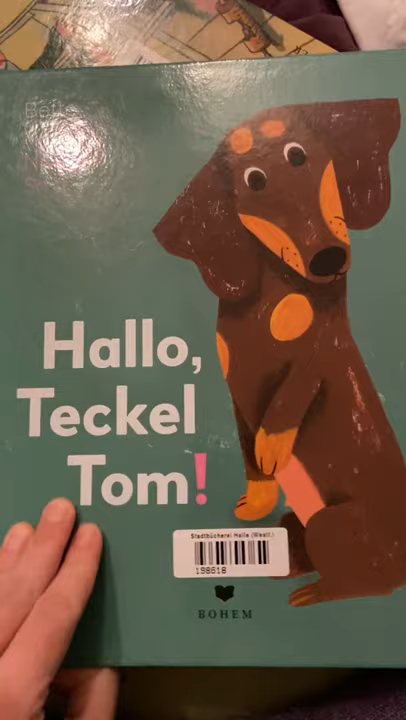 Hallo,
Teckel
Tom!
Stadtbücherei Halle (Westf.)
198618
BOHEM